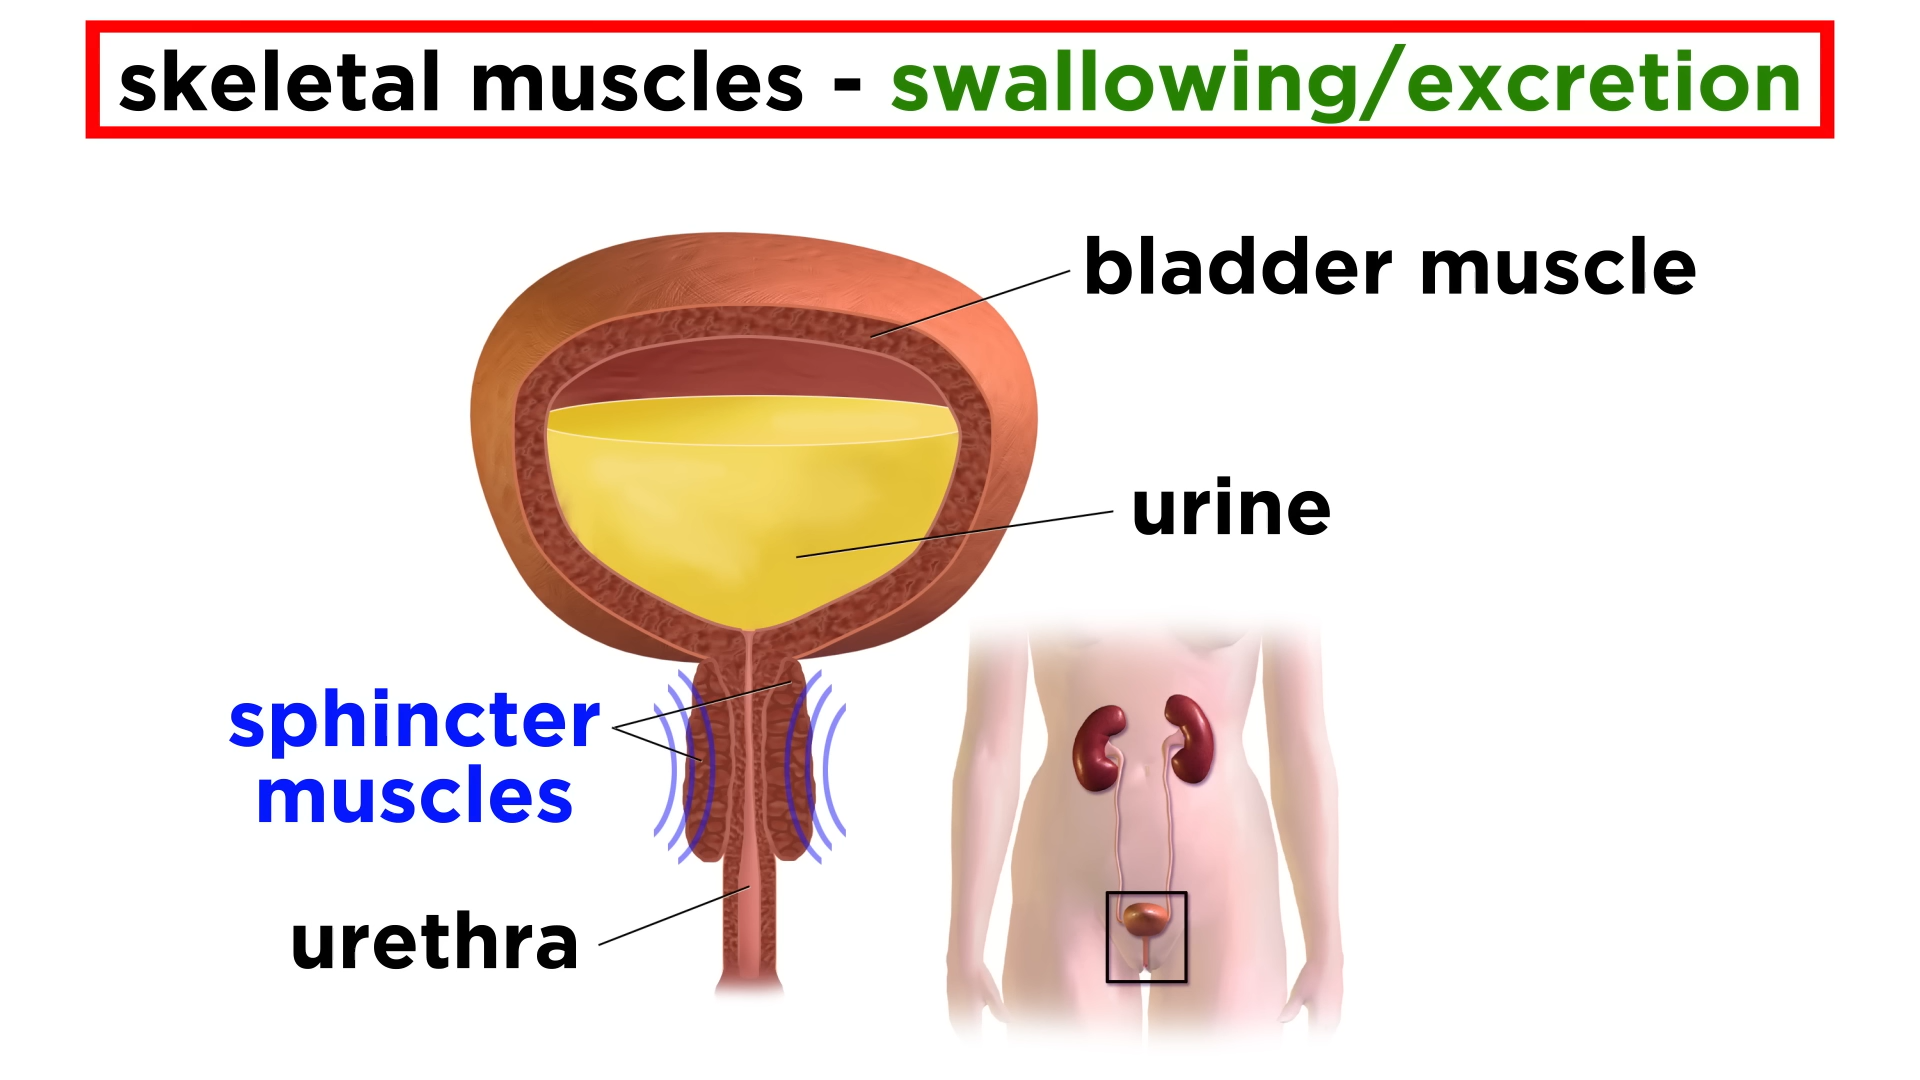 skeletal muscles - swallowing/excretion
bladder muscle
urine
sphincter
muscles
urethra